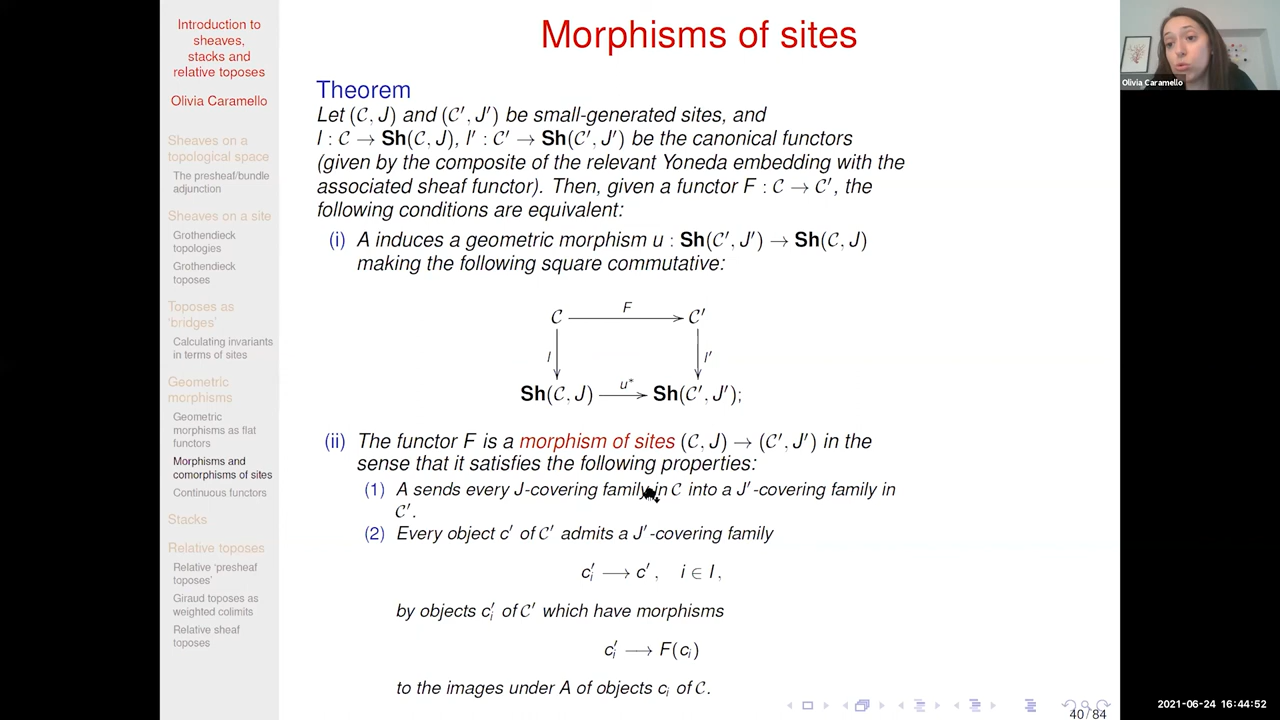 Introduction to
sheaves,
stacks and
relative toposes
Olivia Caramello
Sheaves on a
topological space
The presheaf/bundle
adjunction
Sheaves on a site
Grothendieck
topologies
Grothendieck
toposes
Toposes as
‘bridges’
Calculating invariants
in terms of sites
Geometric
morphisms
Geometric
morphisms as flat
functors
Morphisms and
comorphisms of sites
Continuous functors
Stacks
Relative toposes
Relative ‘presheaf
toposes’
Giraud toposes as
weighted colimits
Relative sheaf
toposes
Morphisms of sites
Theorem
Let (C, J) and (C′, J′) be small-generated sites, and
l : C → Sh(C, J), l′ : C′ → Sh(C′, J′) be the canonical functors
(given by the composite of the relevant Yoneda embedding with the
associated sheaf functor). Then, given a functor F : C → C′, the
following conditions are equivalent:
(i) A induces a geometric morphism u : Sh(C′, J′) → Sh(C, J)
making the following square commutative:
C F C′
l l′
Sh(C, J) u* Sh(C′, J′);
(ii) The functor F is a morphism of sites (C, J) → (C′, J′) in the
sense that it satisfies the following properties:
(1) A sends every J-covering family in C into a J′-covering family in
C′.
(2) Every object c′ of C′ admits a J′-covering family
c′ᵢ ⟶ c′ , i ∈ I ,
by objects c′ᵢ of C′ which have morphisms
c′ᵢ ⟶ F(cᵢ)
to the images under A of objects cᵢ of C.
40 / 84
Olivia Caramello
2021-06-24 16:44:52